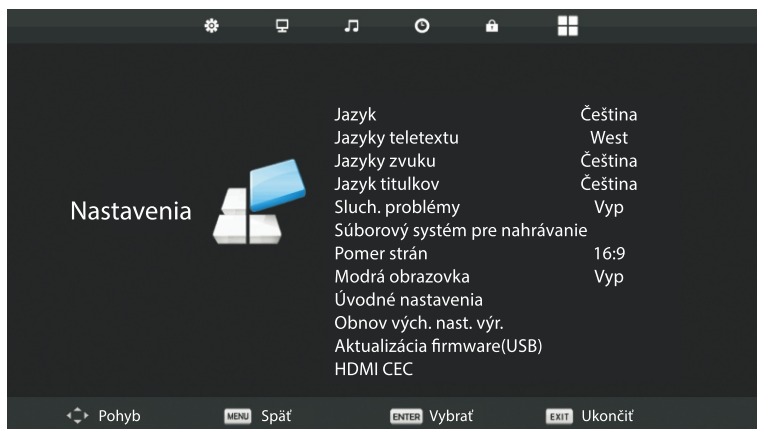 Nastavenia
Jazyk Čeština
Jazyky teletextu West
Jazyky zvuku Čeština
Jazyk titulkov Čeština
Sluch. problémy Vyp
Súborový systém pre nahrávanie
Pomer strán 16:9
Modrá obrazovka Vyp
Úvodné nastavenia
Obnov vých. nast. výr.
Aktualizácia firmware(USB)
HDMI CEC
Pohyb MENU Späť ENTER Vybrať EXIT Ukončiť